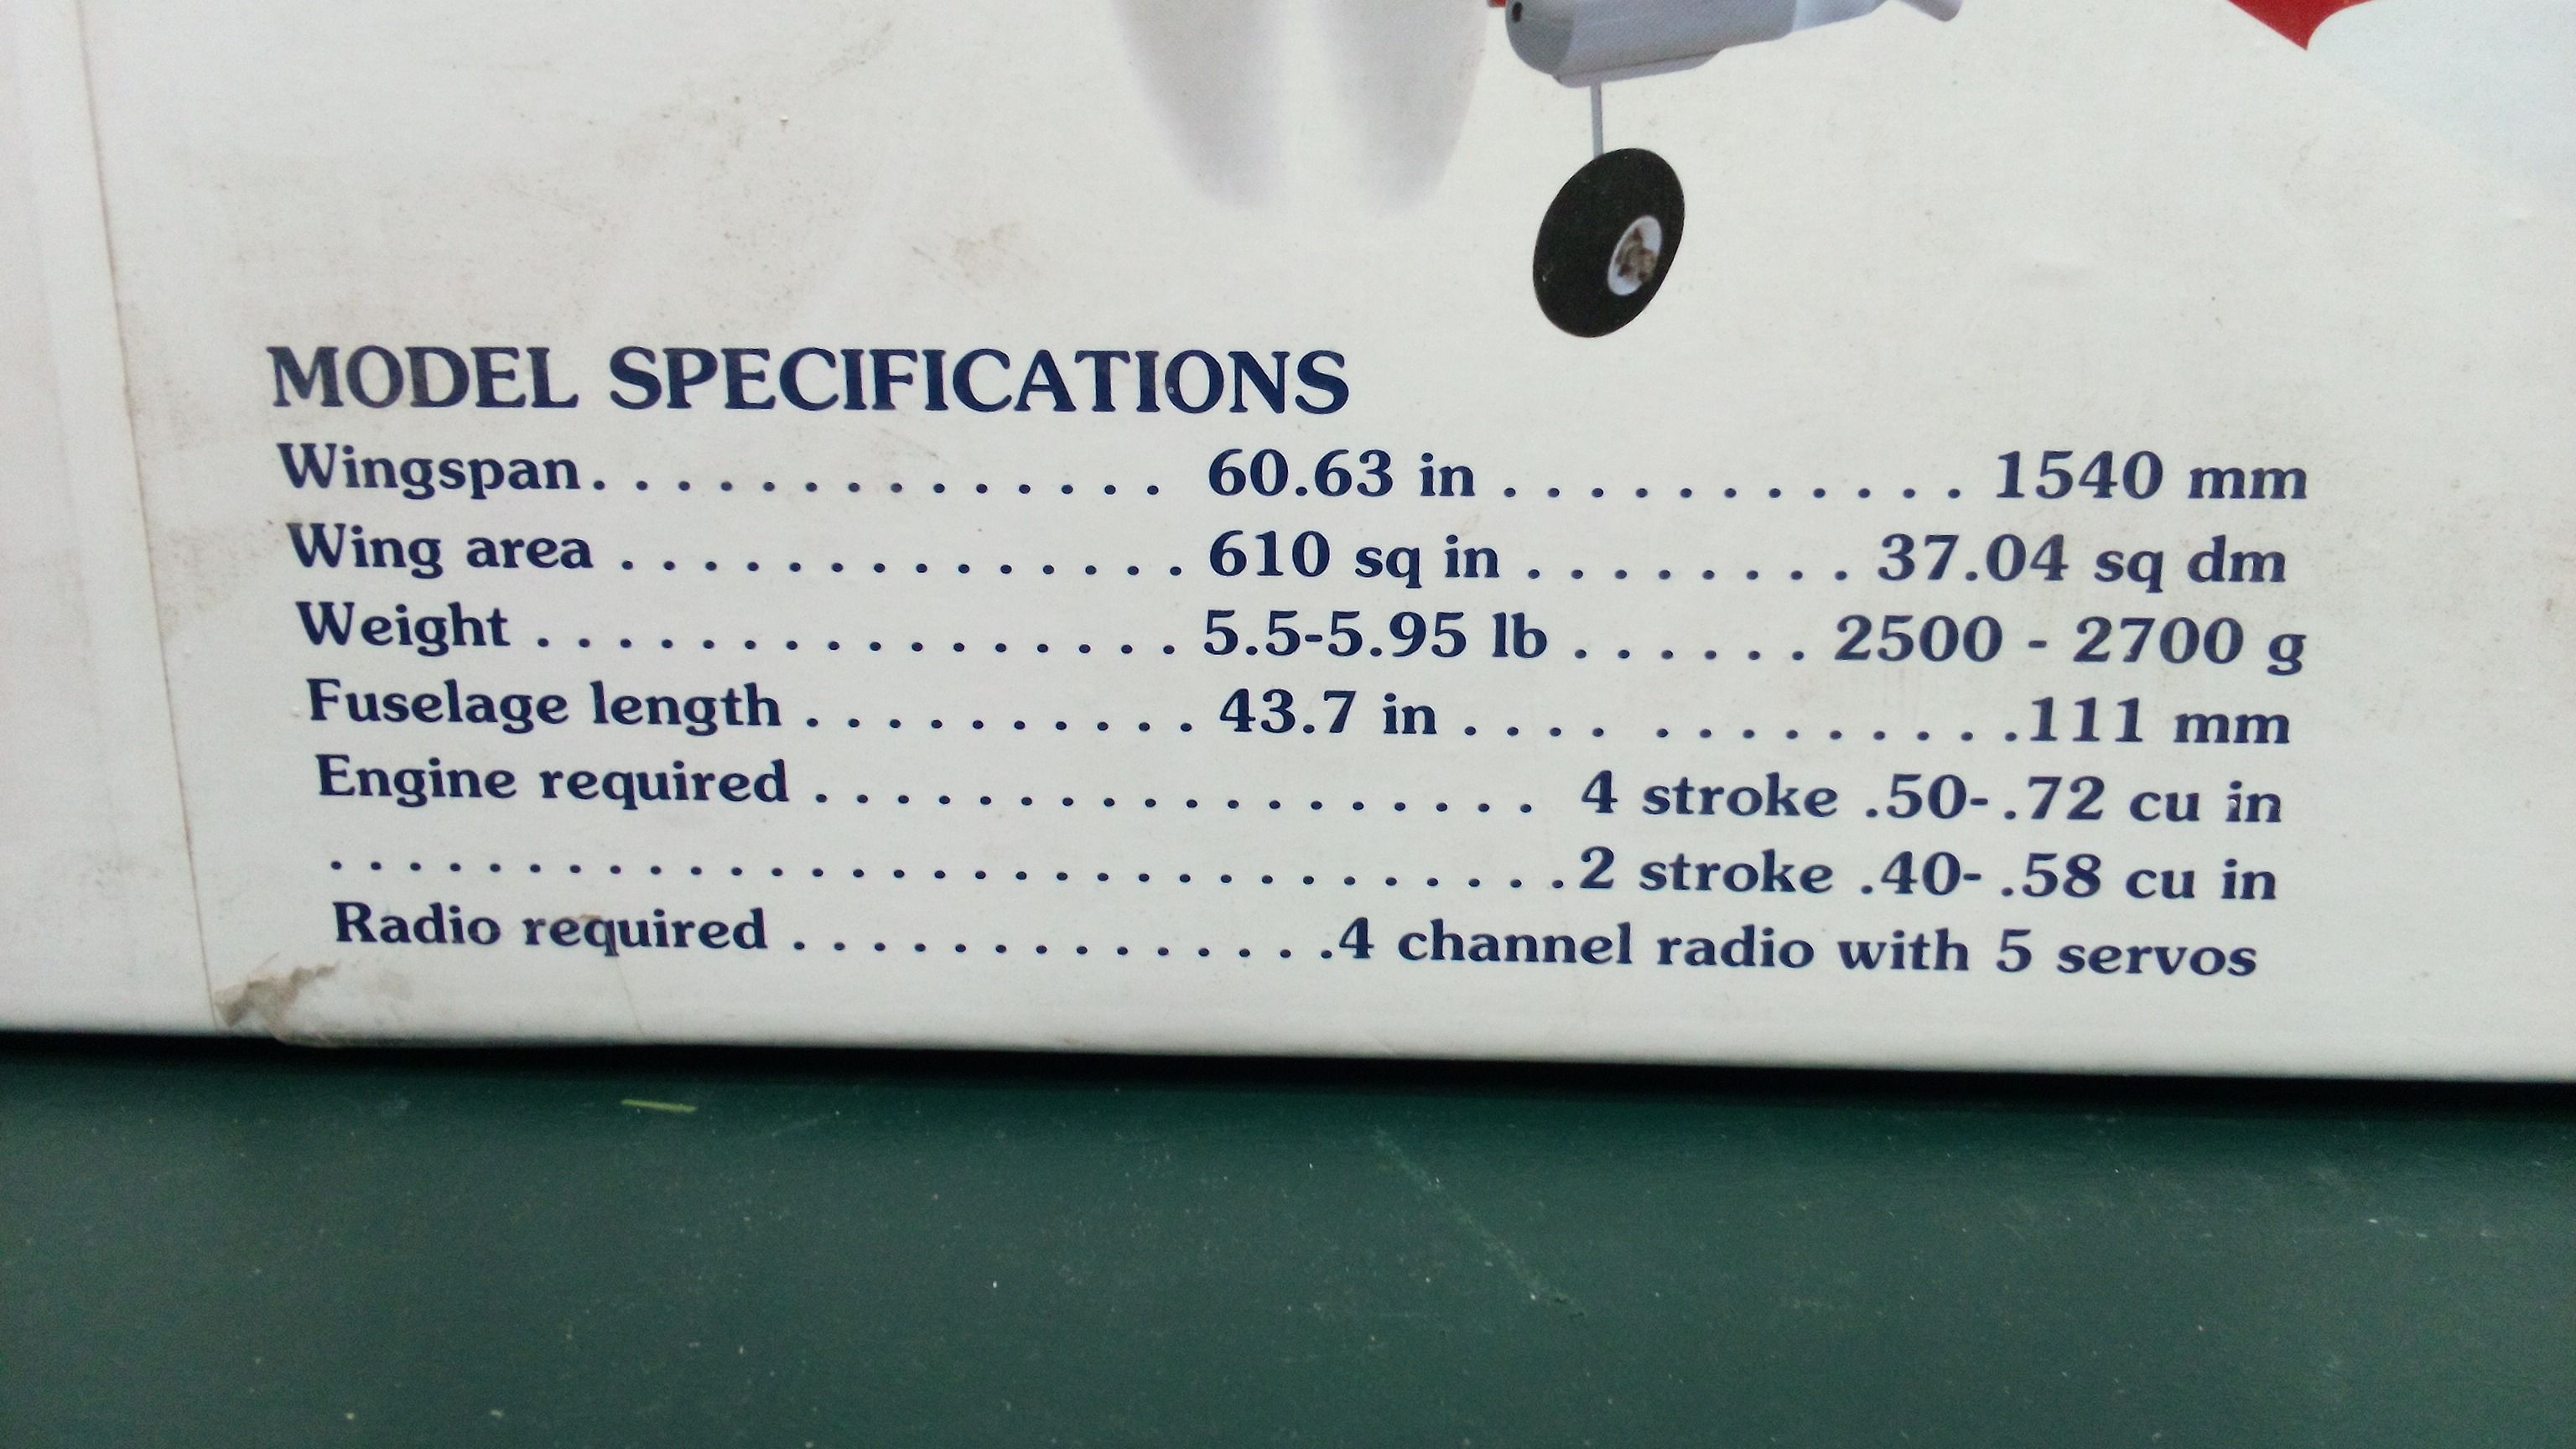 MODEL SPECIFICATIONS
Wingspan. . . . . . . . . . . . . . 60.63 in . . . . . . . . . . . 1540 mm
Wing area . . . . . . . . . . . . . . 610 sq in . . . . . . . . 37.04 sq dm
Weight . . . . . . . . . . . . . . . . 5.5-5.95 lb . . . . . . 2500 - 2700 g
Fuselage length . . . . . . . . . . 43.7 in . . . . . . . . . . . . .111 mm
Engine required . . . . . . . . . . . . . . . . . . 4 stroke .50- .72 cu in
. . . . . . . . . . . . . . . . . . . . . . . . . . . . . . .2 stroke .40- .58 cu in
Radio required . . . . . . . . . . . . . .4 channel radio with 5 servos